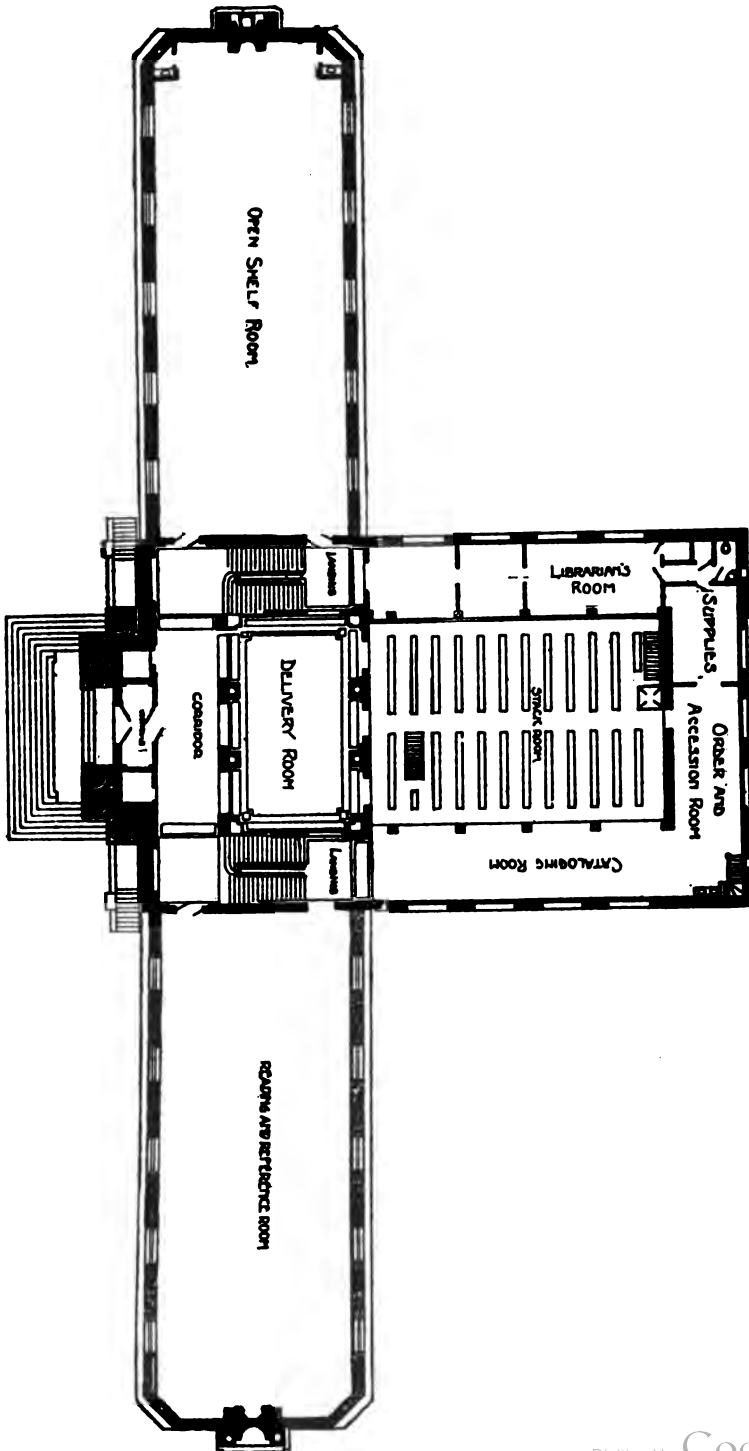 OPEN SHELF ROOM
LANDING
LIBRARIAN'S
ROOM
SUPPLIES
DELIVERY ROOM
CORRIDOR
STACK ROOM
ORDER AND
ACCESSION ROOM
LANDING
CATALOGING ROOM
READING AND REFERENCE ROOM